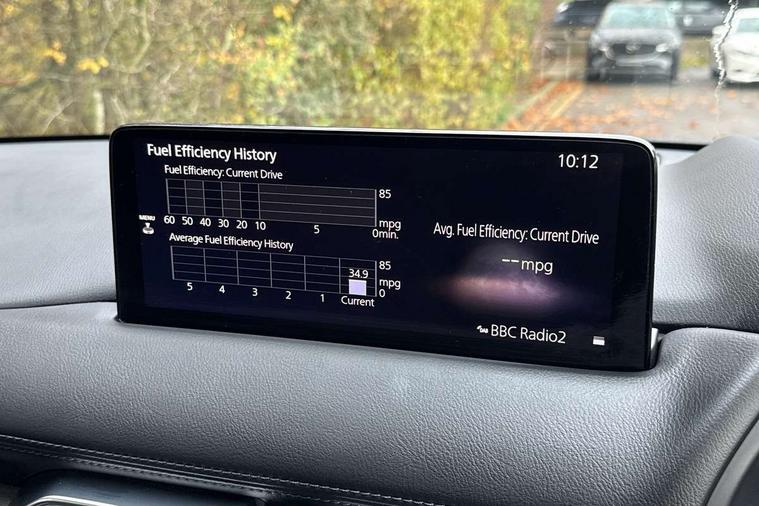 Fuel Efficiency History
10:12
Fuel Efficiency: Current Drive
85
mpg
60 50 40 30 20 10 5 0min.
MENU
Avg. Fuel Efficiency: Current Drive
--mpg
Average Fuel Efficiency History
85
34.9
mpg
5 4 3 2 1 Current 0
DAB BBC Radio2